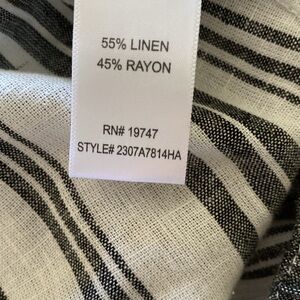 55% LINEN
45% RAYON
RN# 19747
STYLE# 2307A7814HA